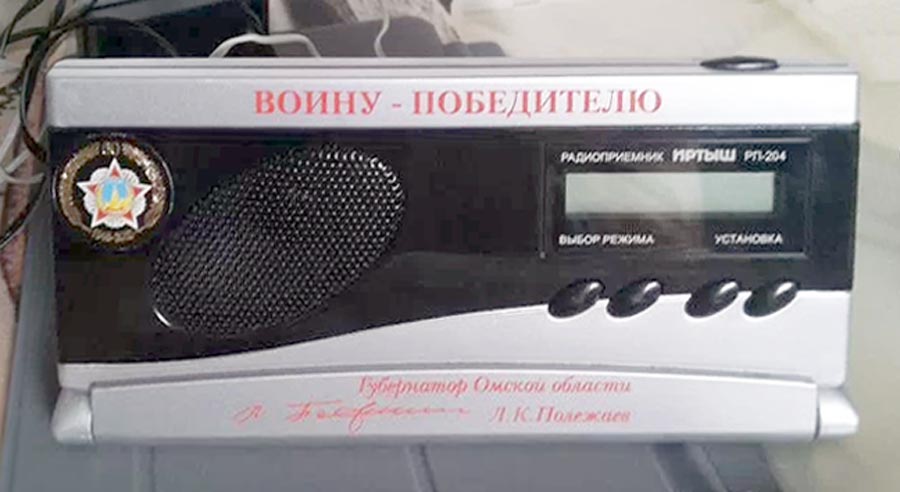 ВОИНУ - ПОБЕДИТЕЛЮ
РАДИОПРИЕМНИК ИРТЫШ РП-204
ВЫБОР РЕЖИМА УСТАНОВКА
Губернатор Омской области
Л.К.Полежаев